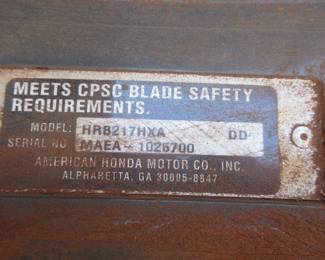 MEETS CPSC BLADE SAFETY
REQUIREMENTS.
MODEL: HRB217HXA DD
SERIAL NO MAEA-1026700
AMERICAN HONDA MOTOR CO., INC.
ALPHARETTA, GA 30005-8847